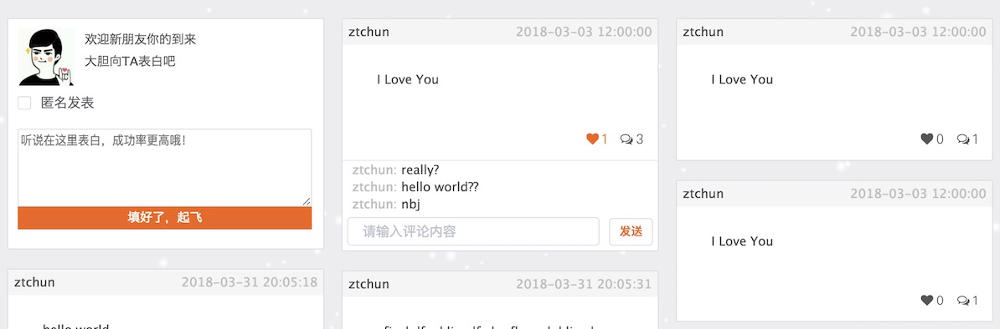 欢迎新朋友你的到来
大胆向TA表白吧
匿名发表
听说在这里表白，成功率更高哦！
填好了，起飞
ztchun 2018-03-31 20:05:18
hello world
ztchun 2018-03-03 12:00:00
I Love You
1 3
ztchun: really?
ztchun: hello world??
ztchun: nbj
请输入评论内容 发送
ztchun 2018-03-31 20:05:31
ztchun 2018-03-03 12:00:00
I Love You
0 1
ztchun 2018-03-03 12:00:00
I Love You
0 1